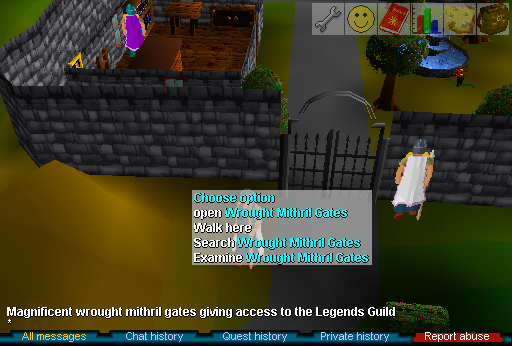 Choose option
open Wrought Mithril Gates
Walk here
Search Wrought Mithril Gates
Examine Wrought Mithril Gates
Magnificent wrought mithril gates giving access to the Legends Guild
*
All messages
Chat history
Quest history
Private history
Report abuse